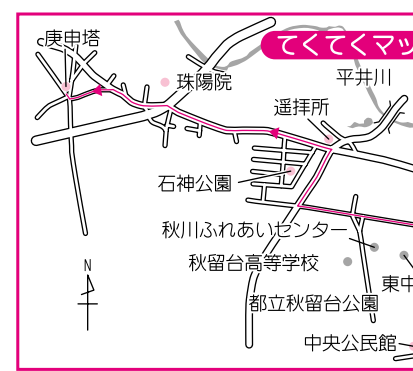 てくてくマッ
庚申塔
珠陽院
平井川
遥拝所
石神公園
秋川ふれあいセンター
秋留台高等学校
東中
都立秋留台公園
中央公民館
N